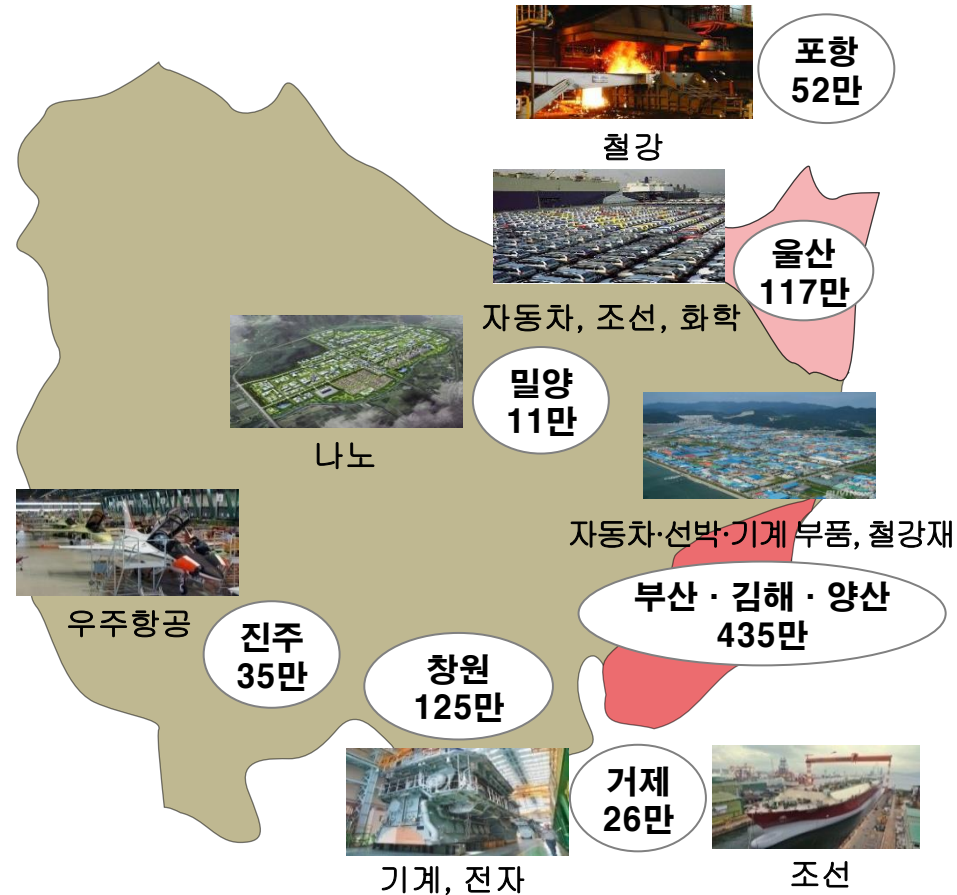 포항
52만
철강
울산
117만
자동차, 조선, 화학
밀양
11만
나노
자동차·선박·기계 부품, 철강재
부산 · 김해 · 양산
435만
우주항공
진주
35만
창원
125만
거제
26만
기계, 전자
조선